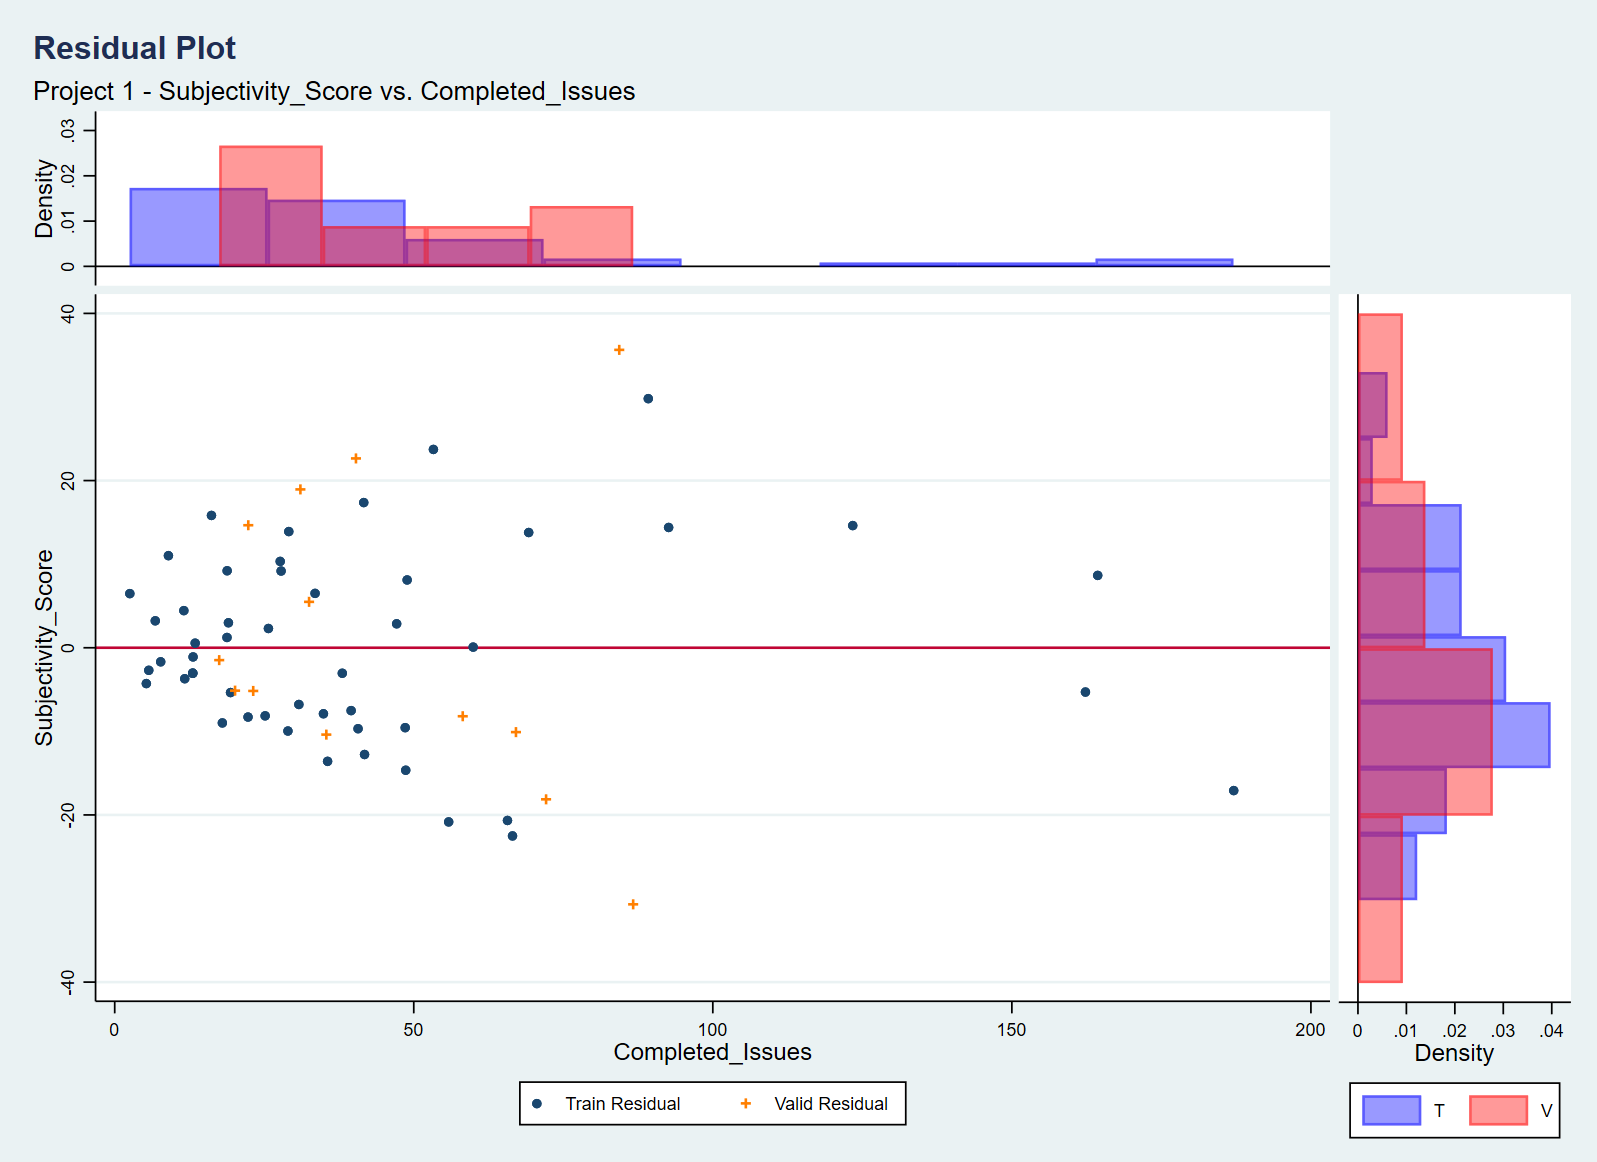 Residual Plot
Project 1 - Subjectivity_Score vs. Completed_Issues
Density
.03
.02
.01
0
Subjectivity_Score
40
20
0
-20
-40
0 50 100 150 200
Completed_Issues
0 .01 .02 .03 .04
Density
Train Residual Valid Residual
T V